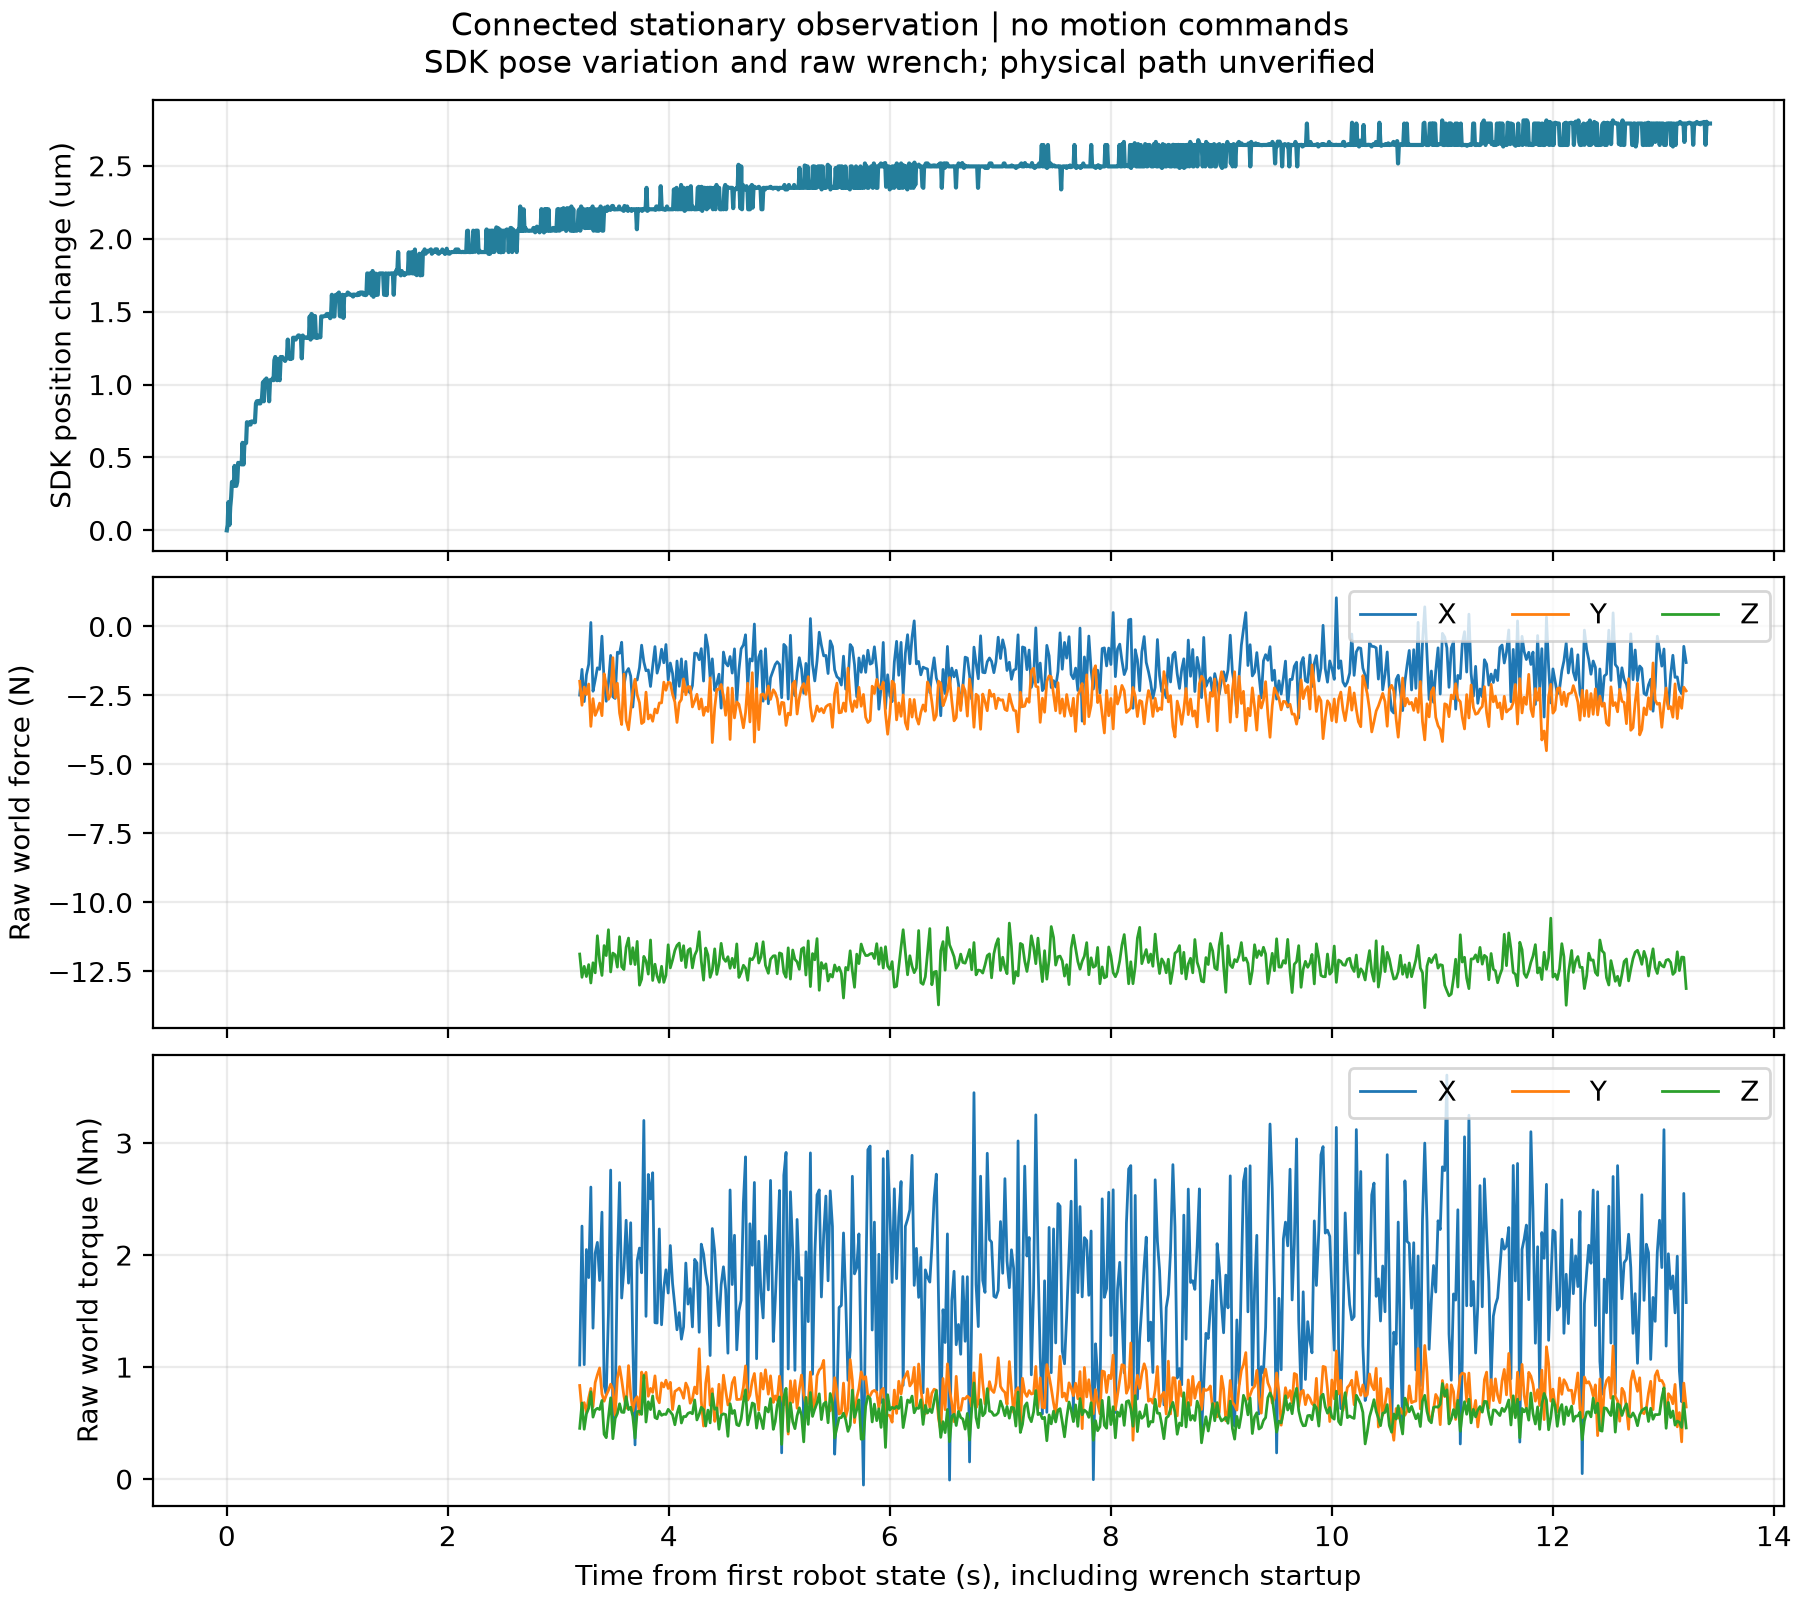 Connected stationary observation | no motion commands
SDK pose variation and raw wrench; physical path unverified
SDK position change (um)
2.5
2.0
1.5
1.0
0.5
0.0
Raw world force (N)
0.0
−2.5
−5.0
−7.5
−10.0
−12.5
X Y Z
Raw world torque (Nm)
3
2
1
0
X Y Z
0 2 4 6 8 10 12 14
Time from first robot state (s), including wrench startup